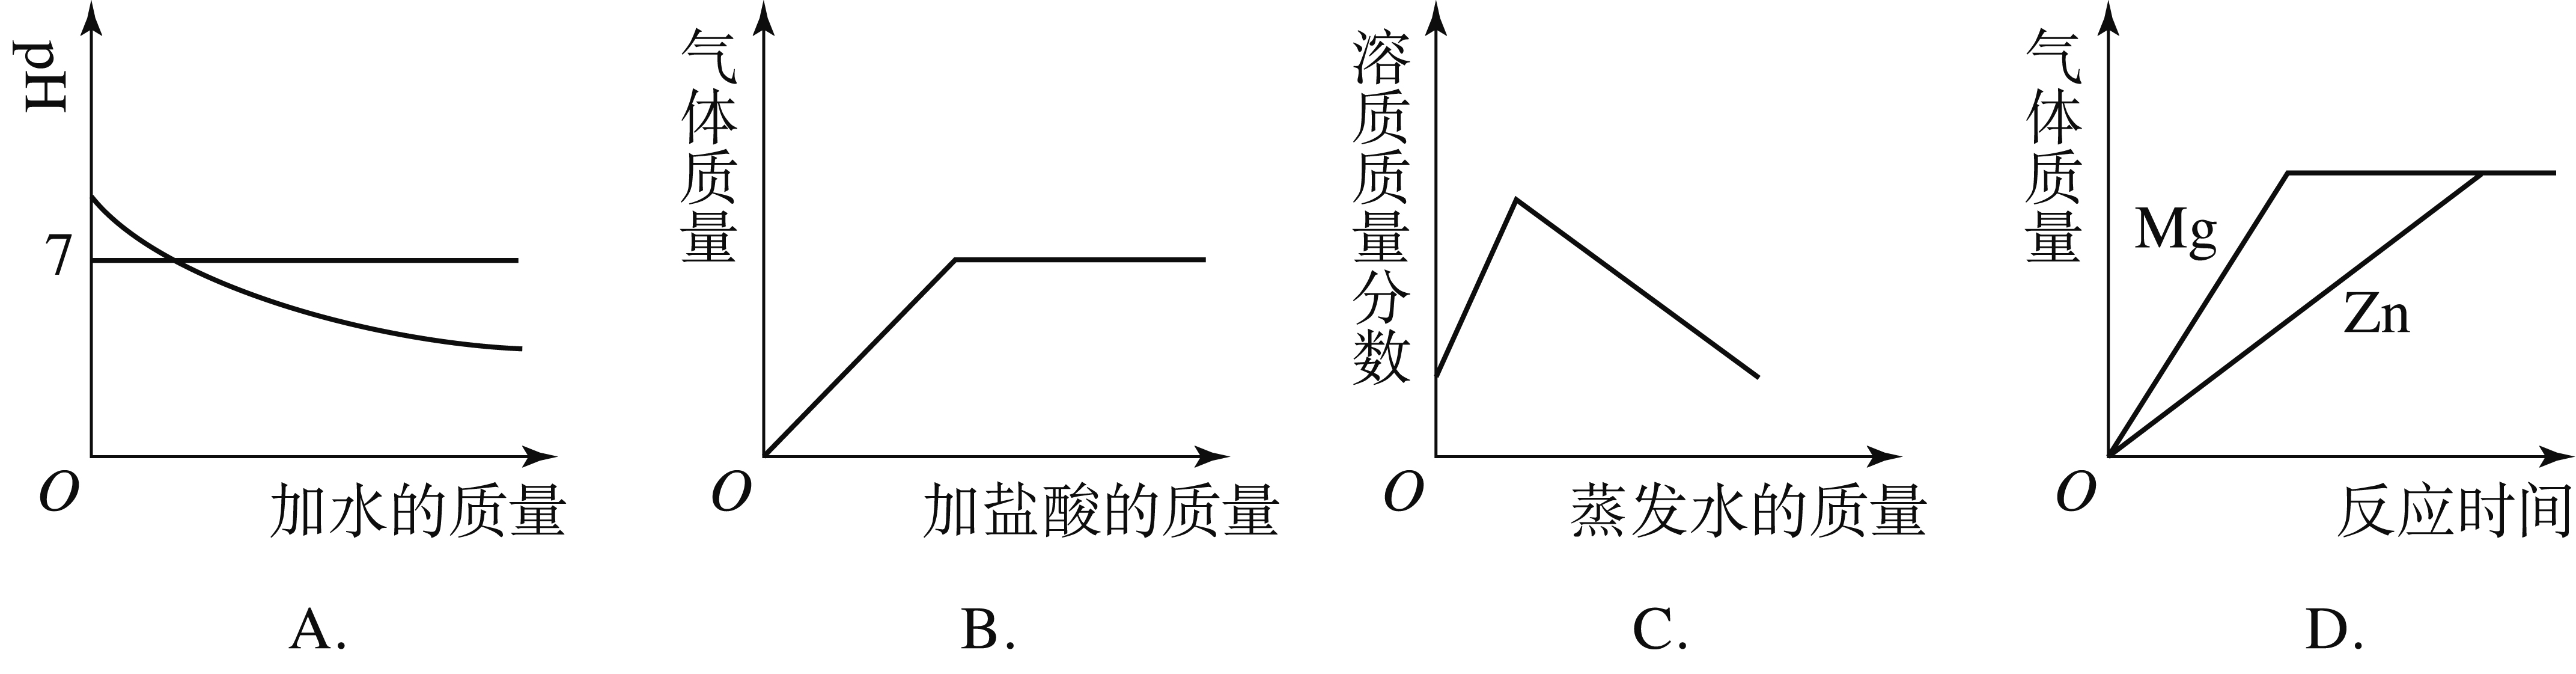 pH
7
O
加水的质量
A.
气体质量
O
加盐酸的质量
B.
溶质质量分数
O
蒸发水的质量
C.
气体质量
Mg
Zn
O
反应时间
D.